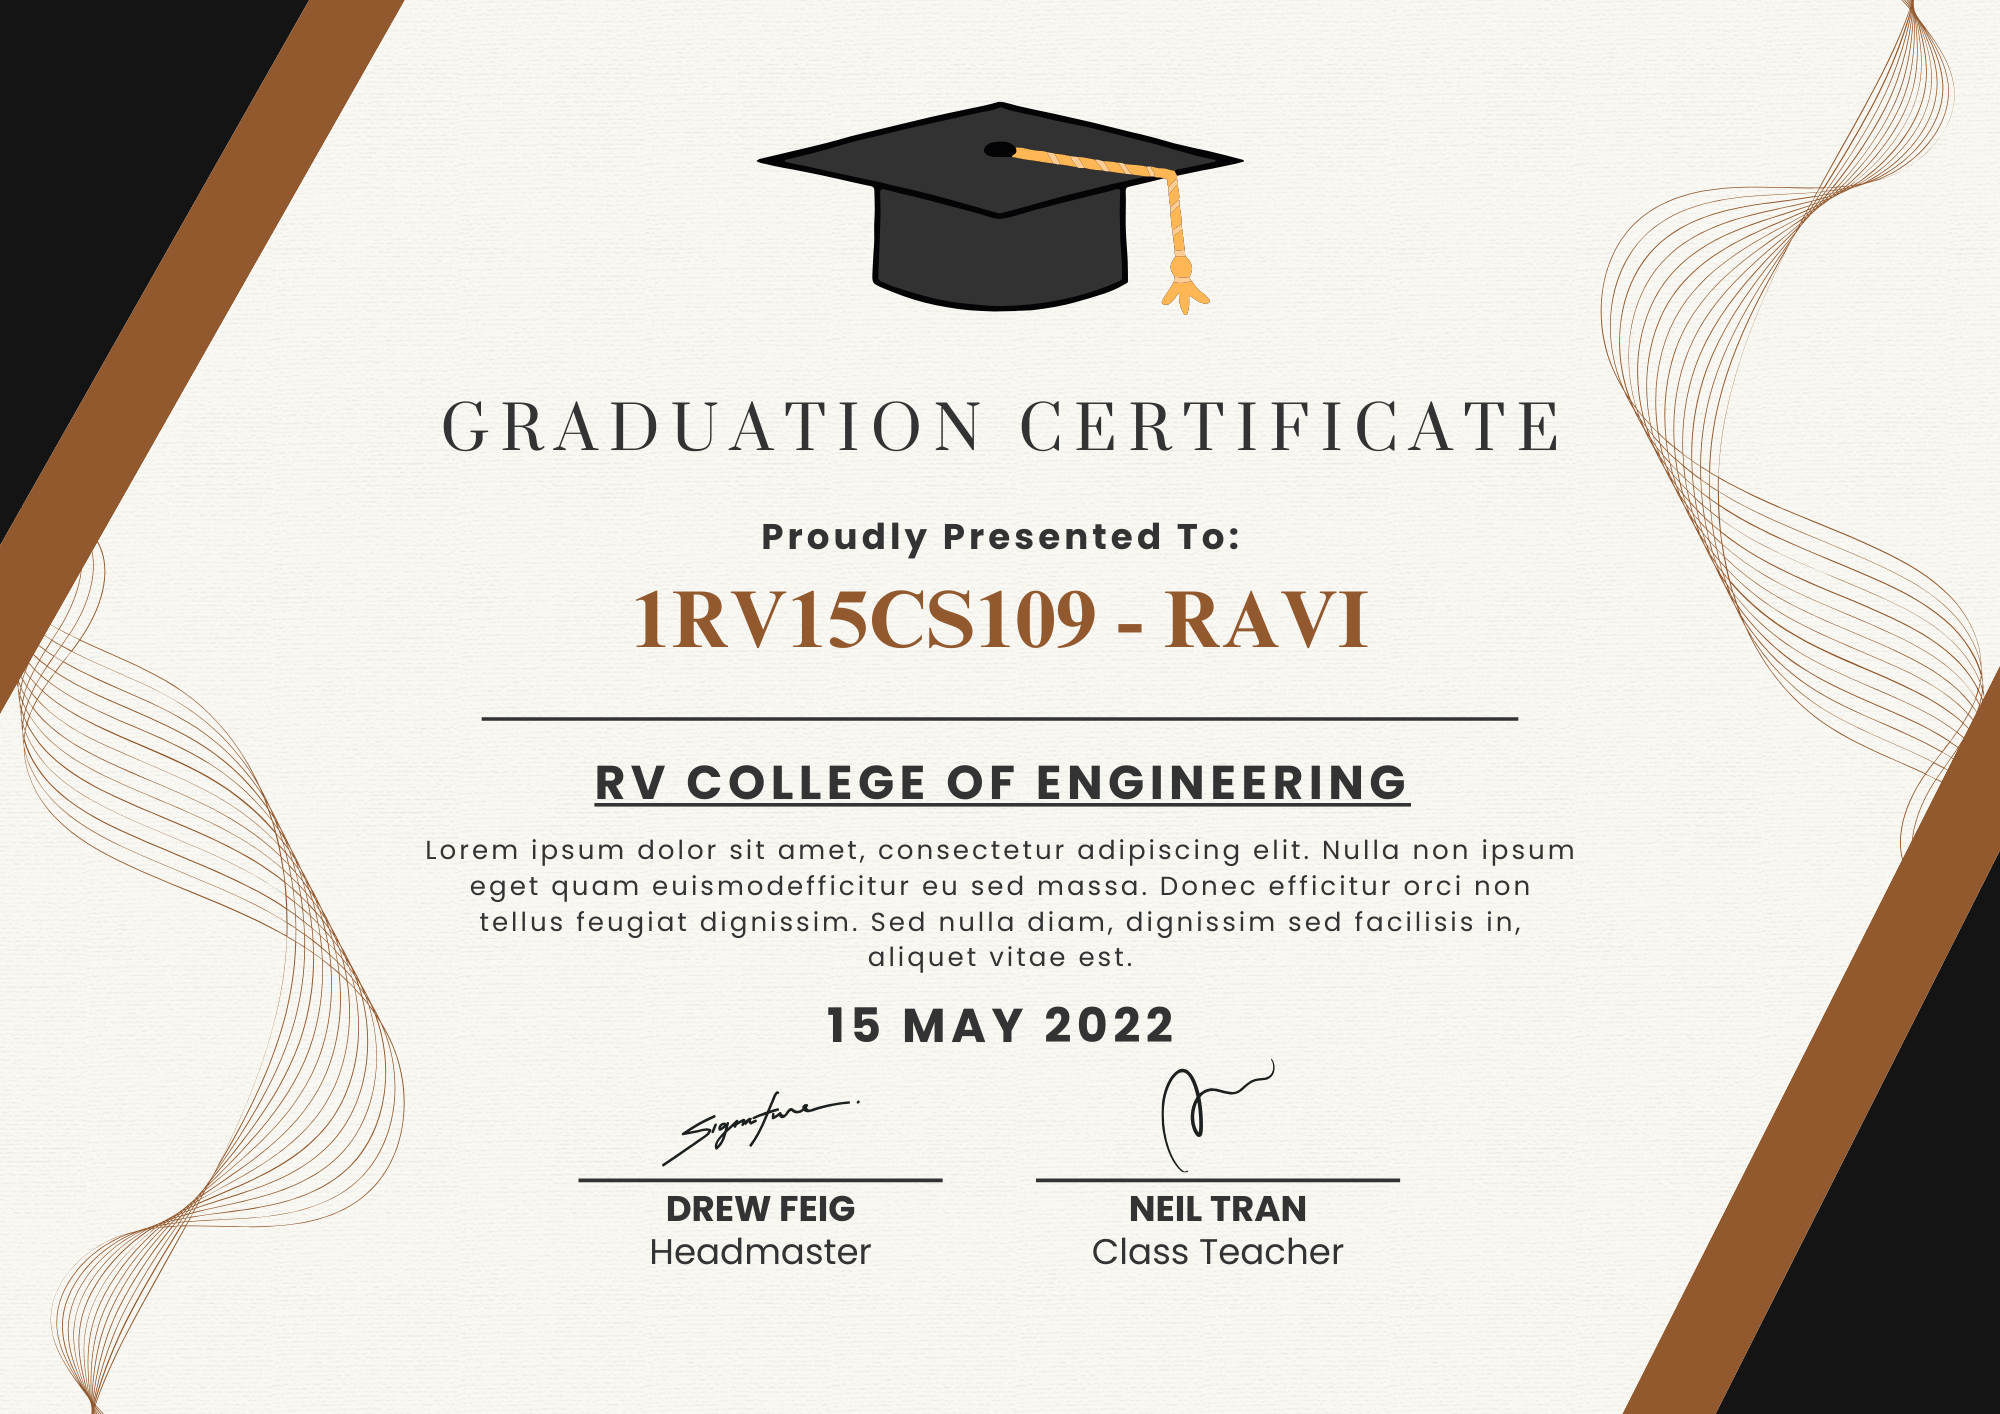 GRADUATION CERTIFICATE
Proudly Presented To:
1RV15CS109 - RAVI
RV COLLEGE OF ENGINEERING
Lorem ipsum dolor sit amet, consectetur adipiscing elit. Nulla non ipsum
eget quam euismodefficitur eu sed massa. Donec efficitur orci non
tellus feugiat dignissim. Sed nulla diam, dignissim sed facilisis in,
aliquet vitae est.
15 MAY 2022
Signature
DREW FEIG
Headmaster
NEIL TRAN
Class Teacher